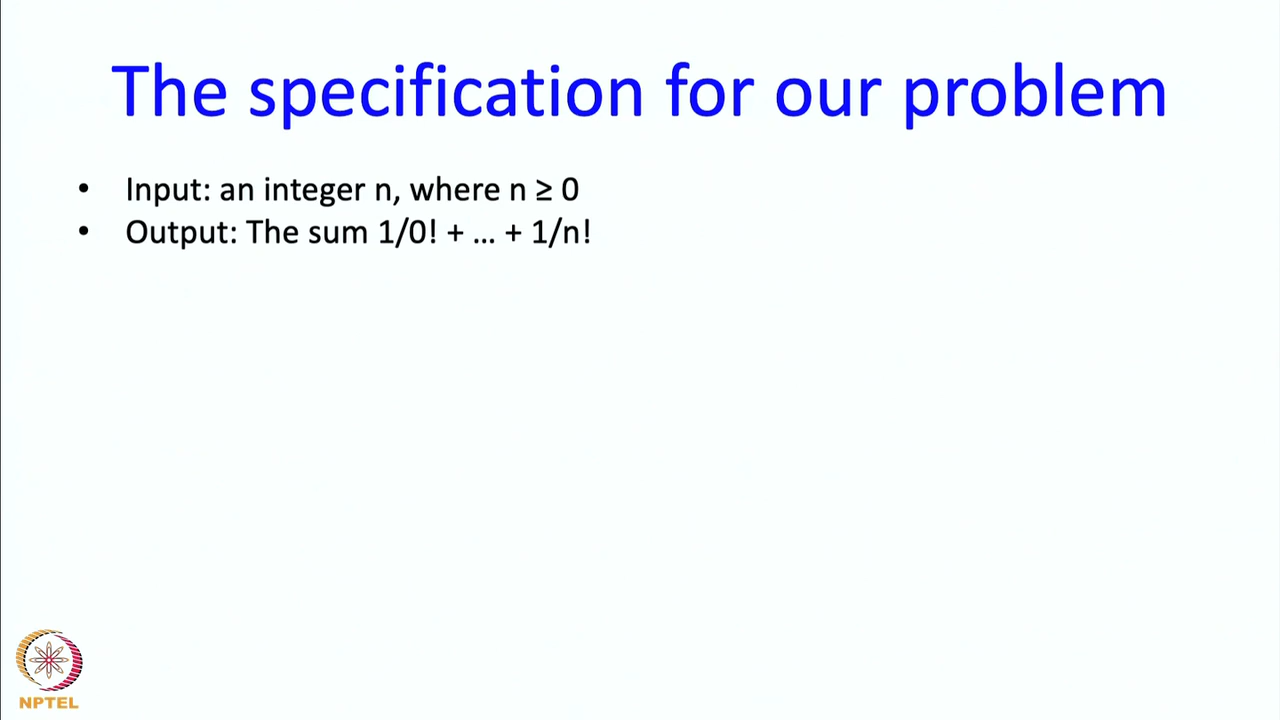 The specification for our problem
• Input: an integer n, where n ≥ 0
• Output: The sum 1/0! + ... + 1/n!
NPTEL